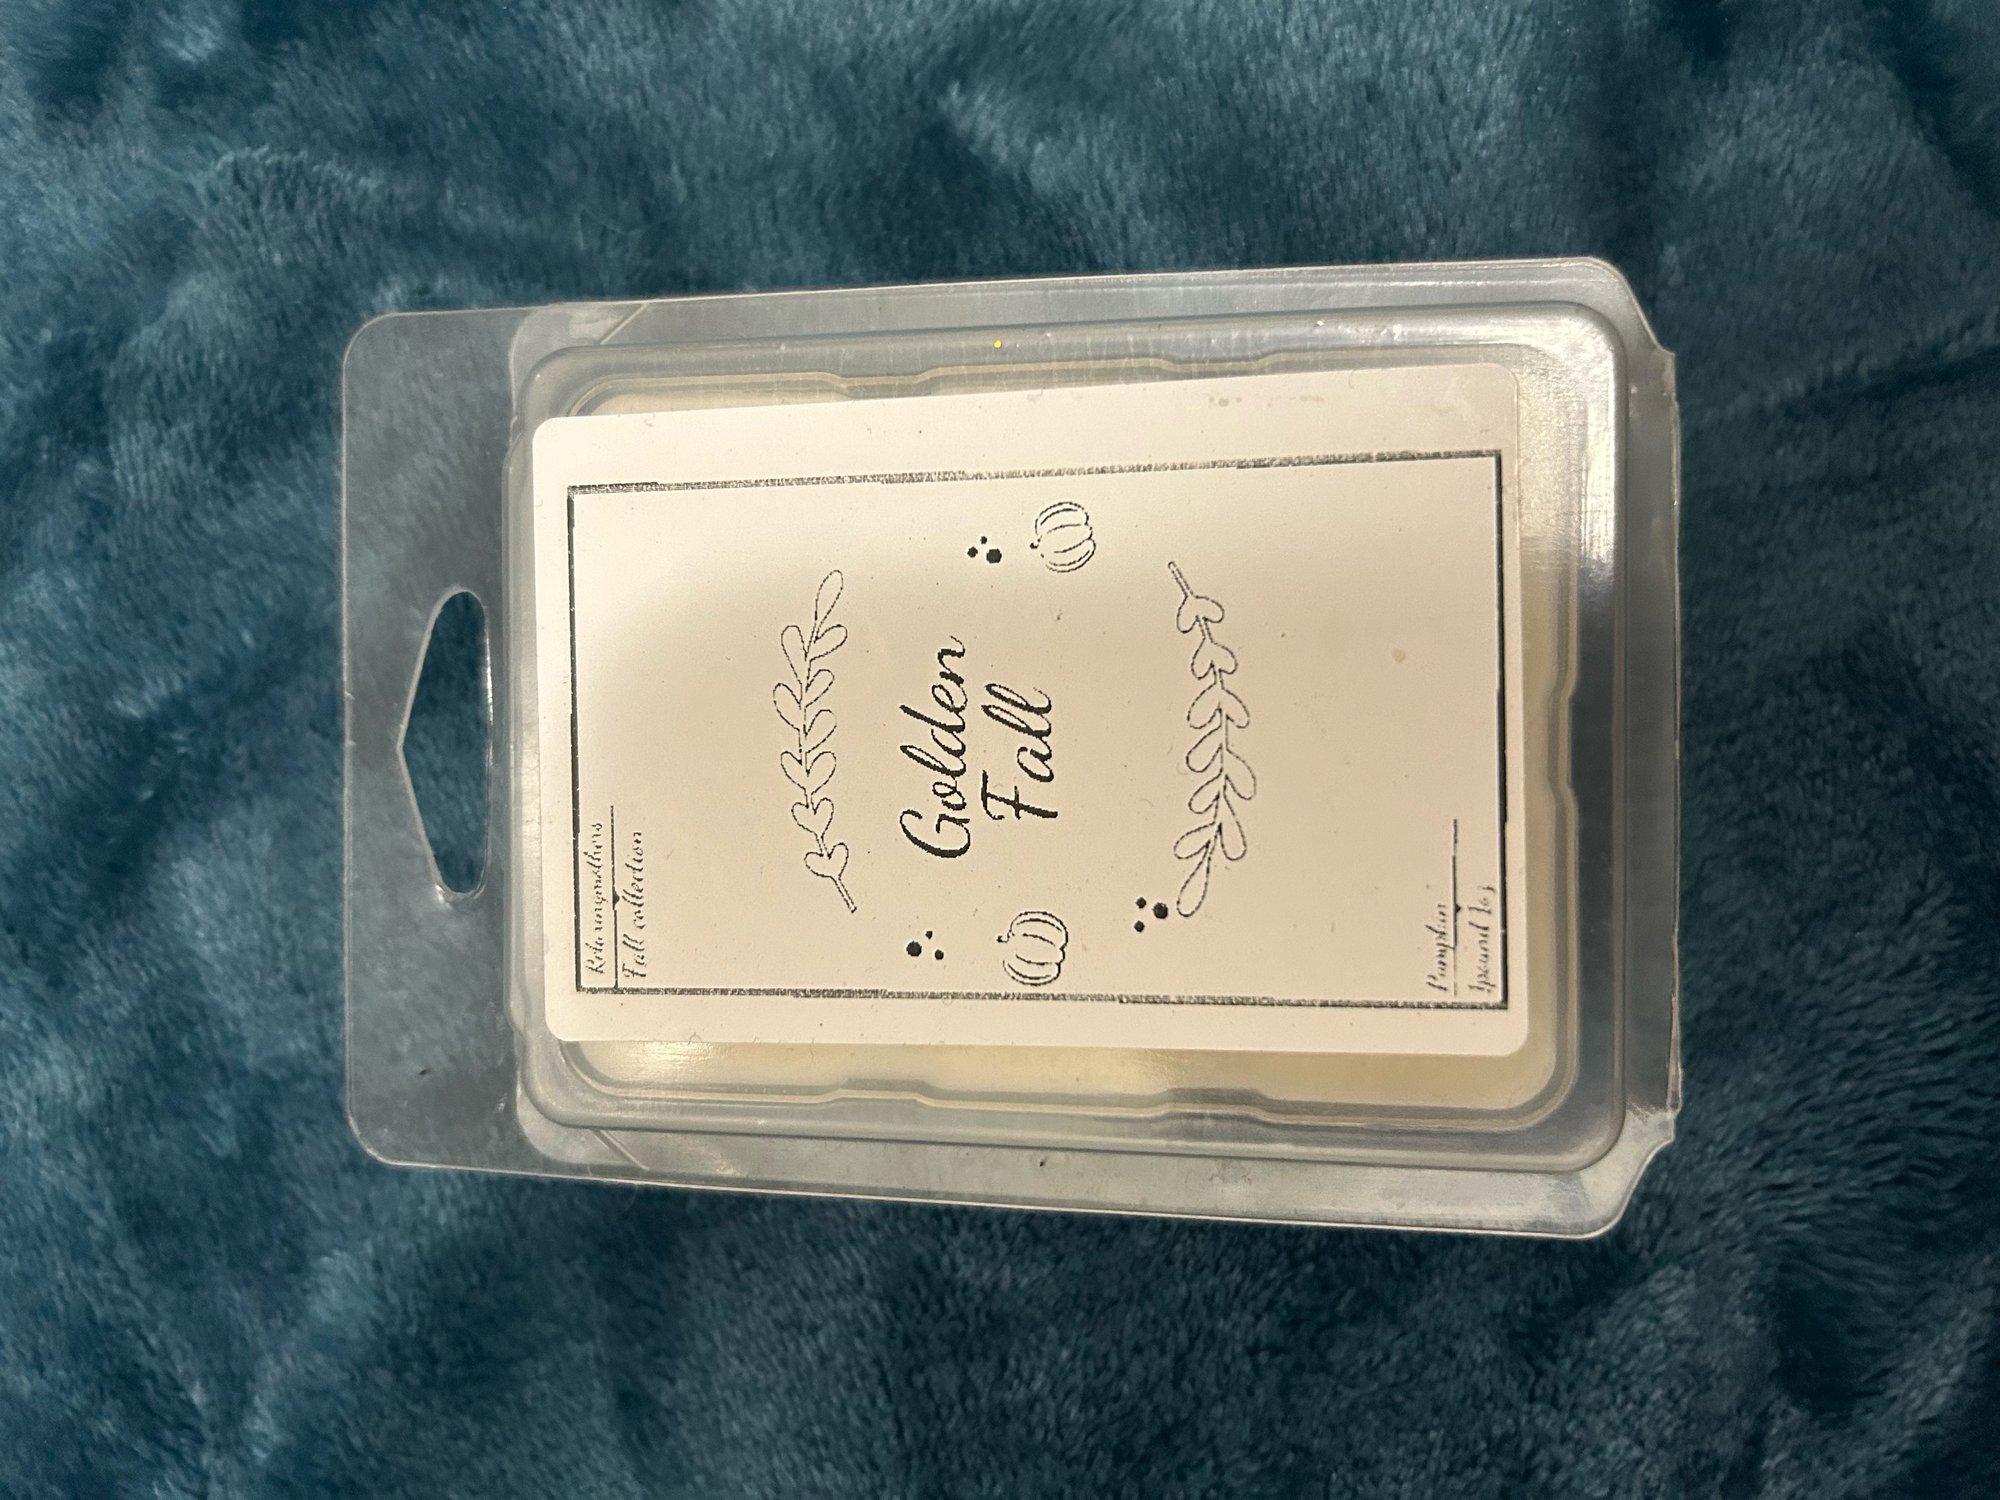 Fall collection
Golden
Fall
Pumpkin